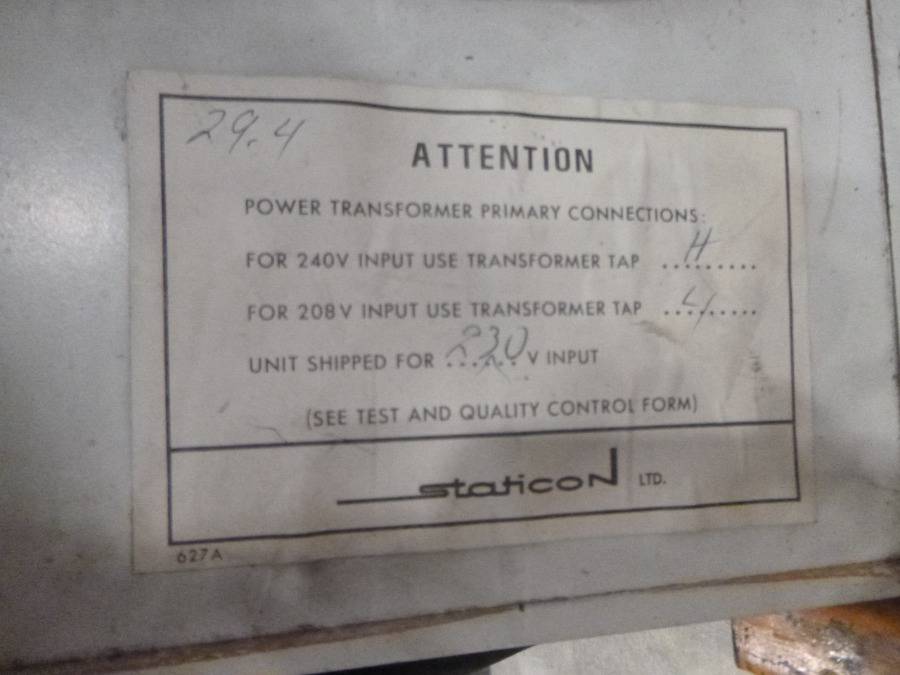 29.4
ATTENTION
POWER TRANSFORMER PRIMARY CONNECTIONS:
FOR 240V INPUT USE TRANSFORMER TAP ...H......
FOR 208V INPUT USE TRANSFORMER TAP .........
UNIT SHIPPED FOR 230 V INPUT
(SEE TEST AND QUALITY CONTROL FORM)
staticon LTD.
627A